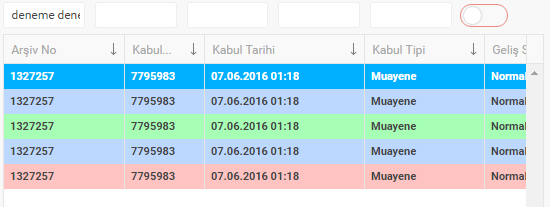 deneme dene
Arşiv No Kabul... Kabul Tarihi Kabul Tipi Geliş S
1327257 7795983 07.06.2016 01:18 Muayene Normal
1327257 7795983 07.06.2016 01:18 Muayene Normal
1327257 7795983 07.06.2016 01:18 Muayene Normal
1327257 7795983 07.06.2016 01:18 Muayene Normal
1327257 7795983 07.06.2016 01:18 Muayene Normal